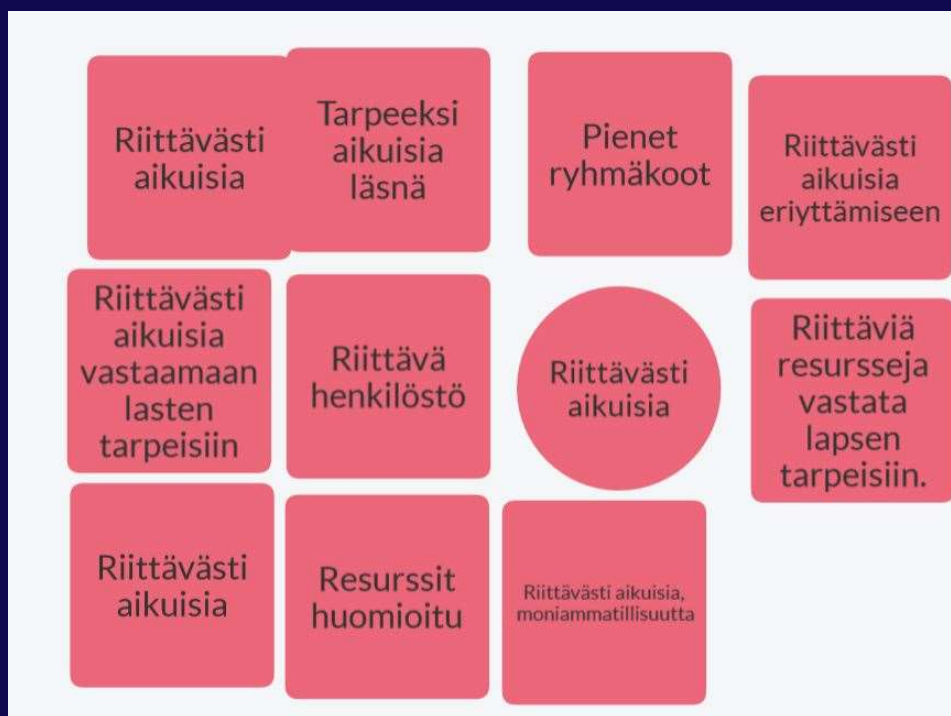 Riittävästi
aikuisia
Tarpeeksi
aikuisia
läsnä
Pienet
ryhmäkoot
Riittävästi
aikuisia
eriyttämiseen
Riittävästi
aikuisia
vastaamaan
lasten
tarpeisiin
Riittävä
henkilöstö
Riittävästi
aikuisia
Riittäviä
resursseja
vastata
lapsen
tarpeisiin.
Riittävästi
aikuisia
Resurssit
huomioitu
Riittävästi aikuisia,
moniammatillisuutta